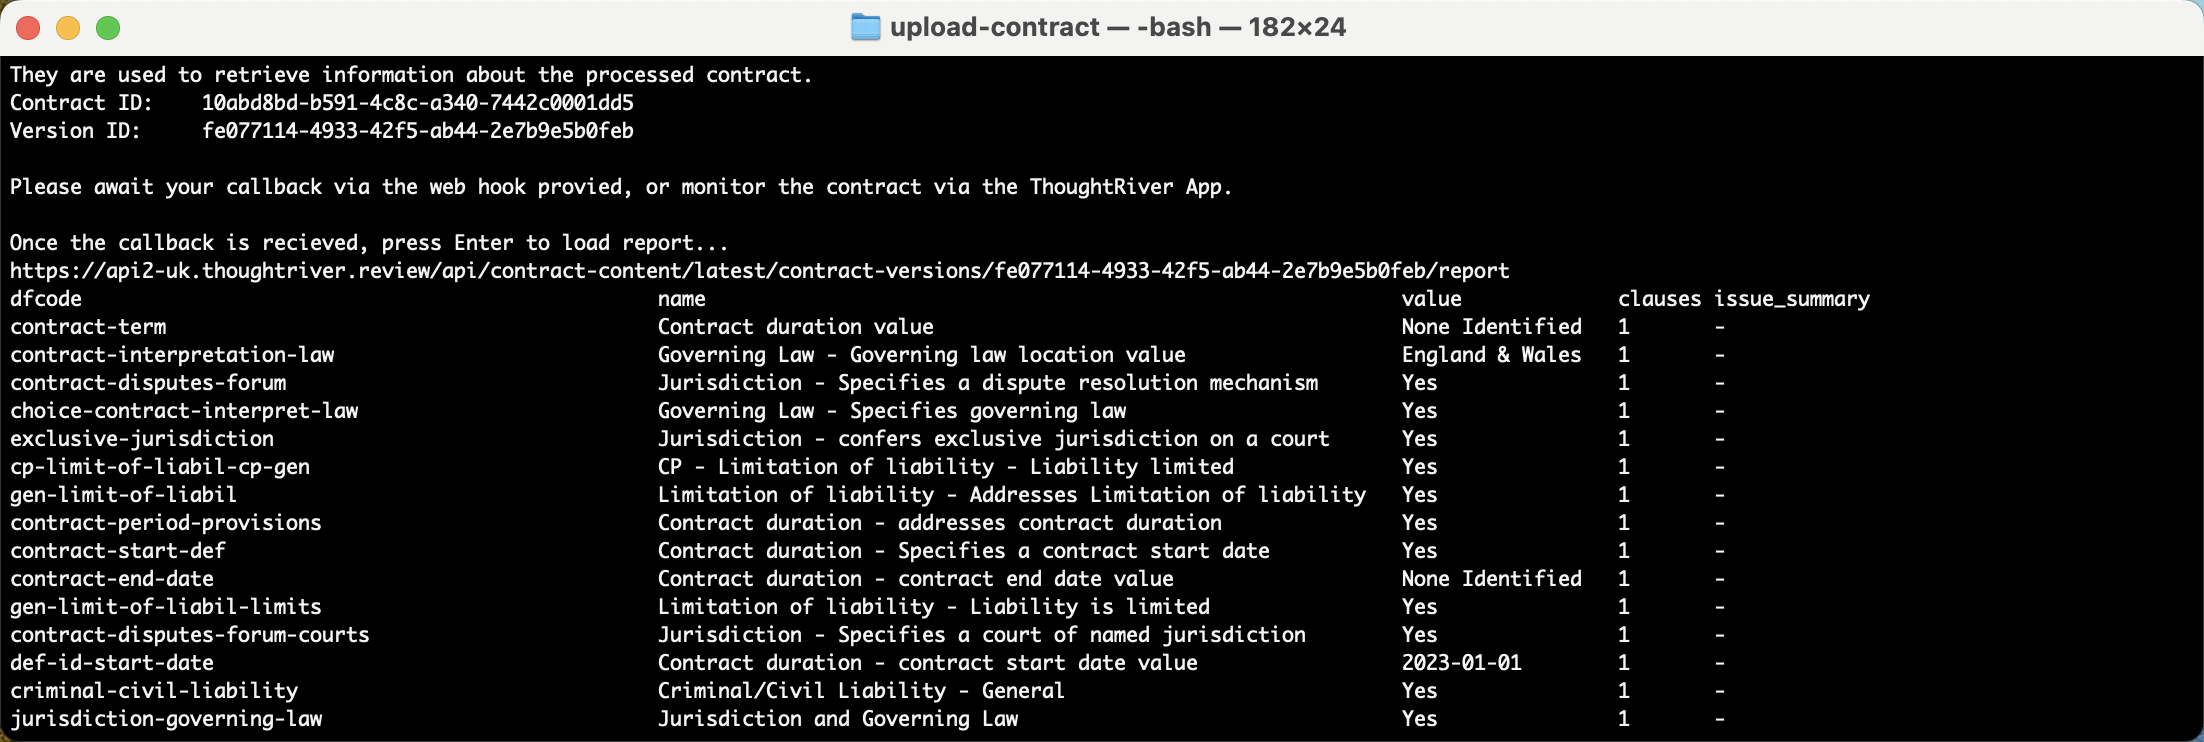 upload-contract — -bash — 182×24
They are used to retrieve information about the processed contract.
Contract ID:    10abd8bd-b591-4c8c-a340-7442c0001dd5
Version ID:     fe077114-4933-42f5-ab44-2e7b9e5b0feb
Please await your callback via the web hook provied, or monitor the contract via the ThoughtRiver App.
Once the callback is recieved, press Enter to load report...
https://api2-uk.thoughtriver.review/api/contract-content/latest/contract-versions/fe077114-4933-42f5-ab44-2e7b9e5b0feb/report
dfcode    name    value    clauses issue_summary
contract-term    Contract duration value    None Identified    1    -
contract-interpretation-law    Governing Law - Governing law location value    England & Wales    1    -
contract-disputes-forum    Jurisdiction - Specifies a dispute resolution mechanism    Yes    1    -
choice-contract-interpret-law    Governing Law - Specifies governing law    Yes    1    -
exclusive-jurisdiction    Jurisdiction - confers exclusive jurisdiction on a court    Yes    1    -
cp-limit-of-liabil-cp-gen    CP - Limitation of liability - Liability limited    Yes    1    -
gen-limit-of-liabil    Limitation of liability - Addresses Limitation of liability    Yes    1    -
contract-period-provisions    Contract duration - addresses contract duration    Yes    1    -
contract-start-def    Contract duration - Specifies a contract start date    Yes    1    -
contract-end-date    Contract duration - contract end date value    None Identified    1    -
gen-limit-of-liabil-limits    Limitation of liability - Liability is limited    Yes    1    -
contract-disputes-forum-courts    Jurisdiction - Specifies a court of named jurisdiction    Yes    1    -
def-id-start-date    Contract duration - contract start date value    2023-01-01    1    -
criminal-civil-liability    Criminal/Civil Liability - General    Yes    1    -
jurisdiction-governing-law    Jurisdiction and Governing Law    Yes    1    -